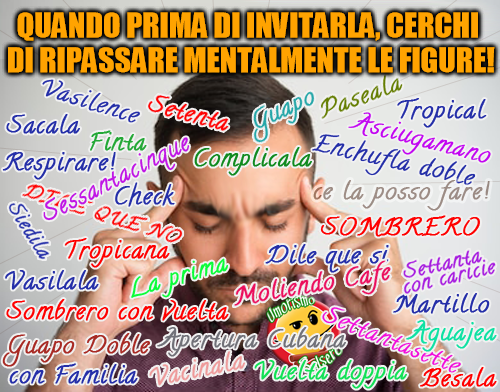 QUANDO PRIMA DI INVITARLA, CERCHI
DI RIPASSARE MENTALMENTE LE FIGURE!
Vasilence
Setenta
Guapo
Paseala
Tropical
Sacala
Finta
Asciugamano
Respirare!
Sessantacinque
Complicala
Enchufla doble
Check
ce la posso fare!
DILE QUE NO
Siedila
SOMBRERO
Tropicana
Dile que si
Settanta
con caricie
Vasilala
La prima
Moliendo Cafe
Martillo
Sombrero con vuelta
Umorismo
Salsero
Settantasette
Aguajea
Guapo Doble
Apertura Cubana
con Familia
Vacinala
Vuelta doppia
Besala